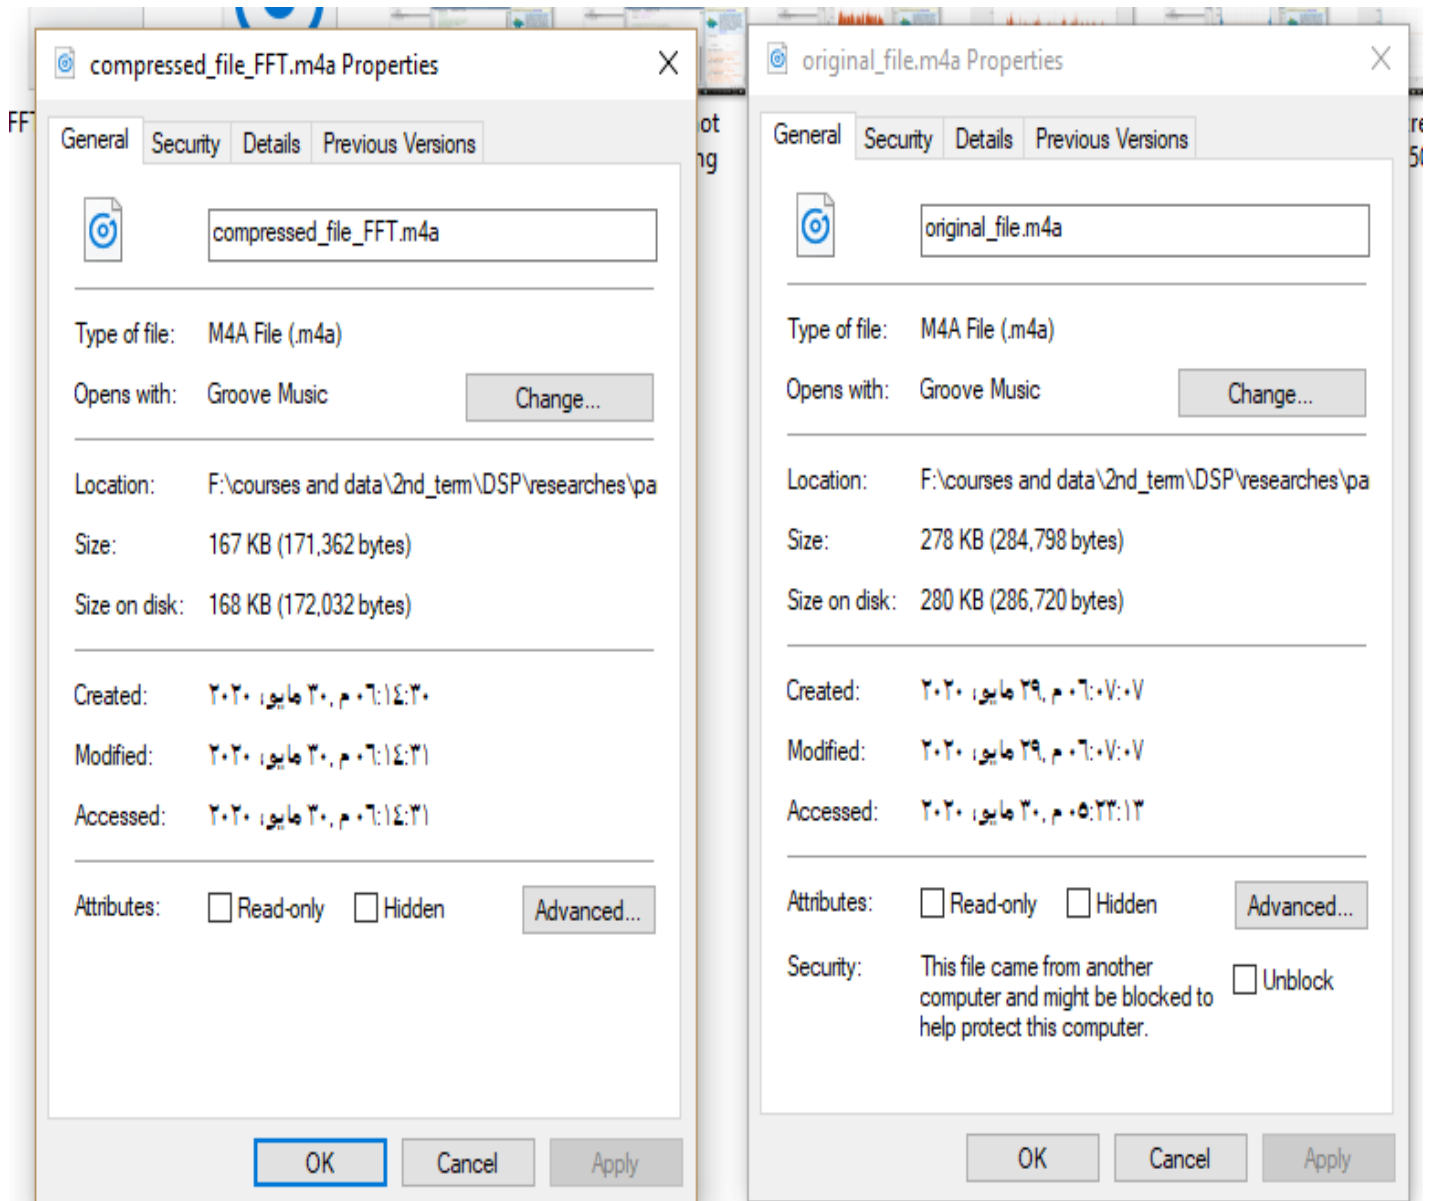 compressed_file_FFT.m4a Properties
General Security Details Previous Versions
compressed_file_FFT.m4a
Type of file: M4A File (.m4a)
Opens with: Groove Music Change...
Location: F:\courses and data\2nd_term\DSP\researches\pa
Size: 167 KB (171,362 bytes)
Size on disk: 168 KB (172,032 bytes)
Created: ٠٦:١٤:٣٠ م ,٣٠ مايو، ٢٠٢٠
Modified: ٠٦:١٤:٣١ م ,٣٠ مايو، ٢٠٢٠
Accessed: ٠٦:١٤:٣١ م ,٣٠ مايو، ٢٠٢٠
Attributes: Read-only Hidden Advanced...
OK Cancel Apply
original_file.m4a Properties
General Security Details Previous Versions
original_file.m4a
Type of file: M4A File (.m4a)
Opens with: Groove Music Change...
Location: F:\courses and data\2nd_term\DSP\researches\pa
Size: 278 KB (284,798 bytes)
Size on disk: 280 KB (286,720 bytes)
Created: ٠٦:٠٧:٠٧ م ,٢٩ مايو، ٢٠٢٠
Modified: ٠٦:٠٧:٠٧ م ,٢٩ مايو، ٢٠٢٠
Accessed: ٠٥:٢٣:١٣ م ,٣٠ مايو، ٢٠٢٠
Attributes: Read-only Hidden Advanced...
Security: This file came from another
computer and might be blocked to
help protect this computer.
Unblock
OK Cancel Apply